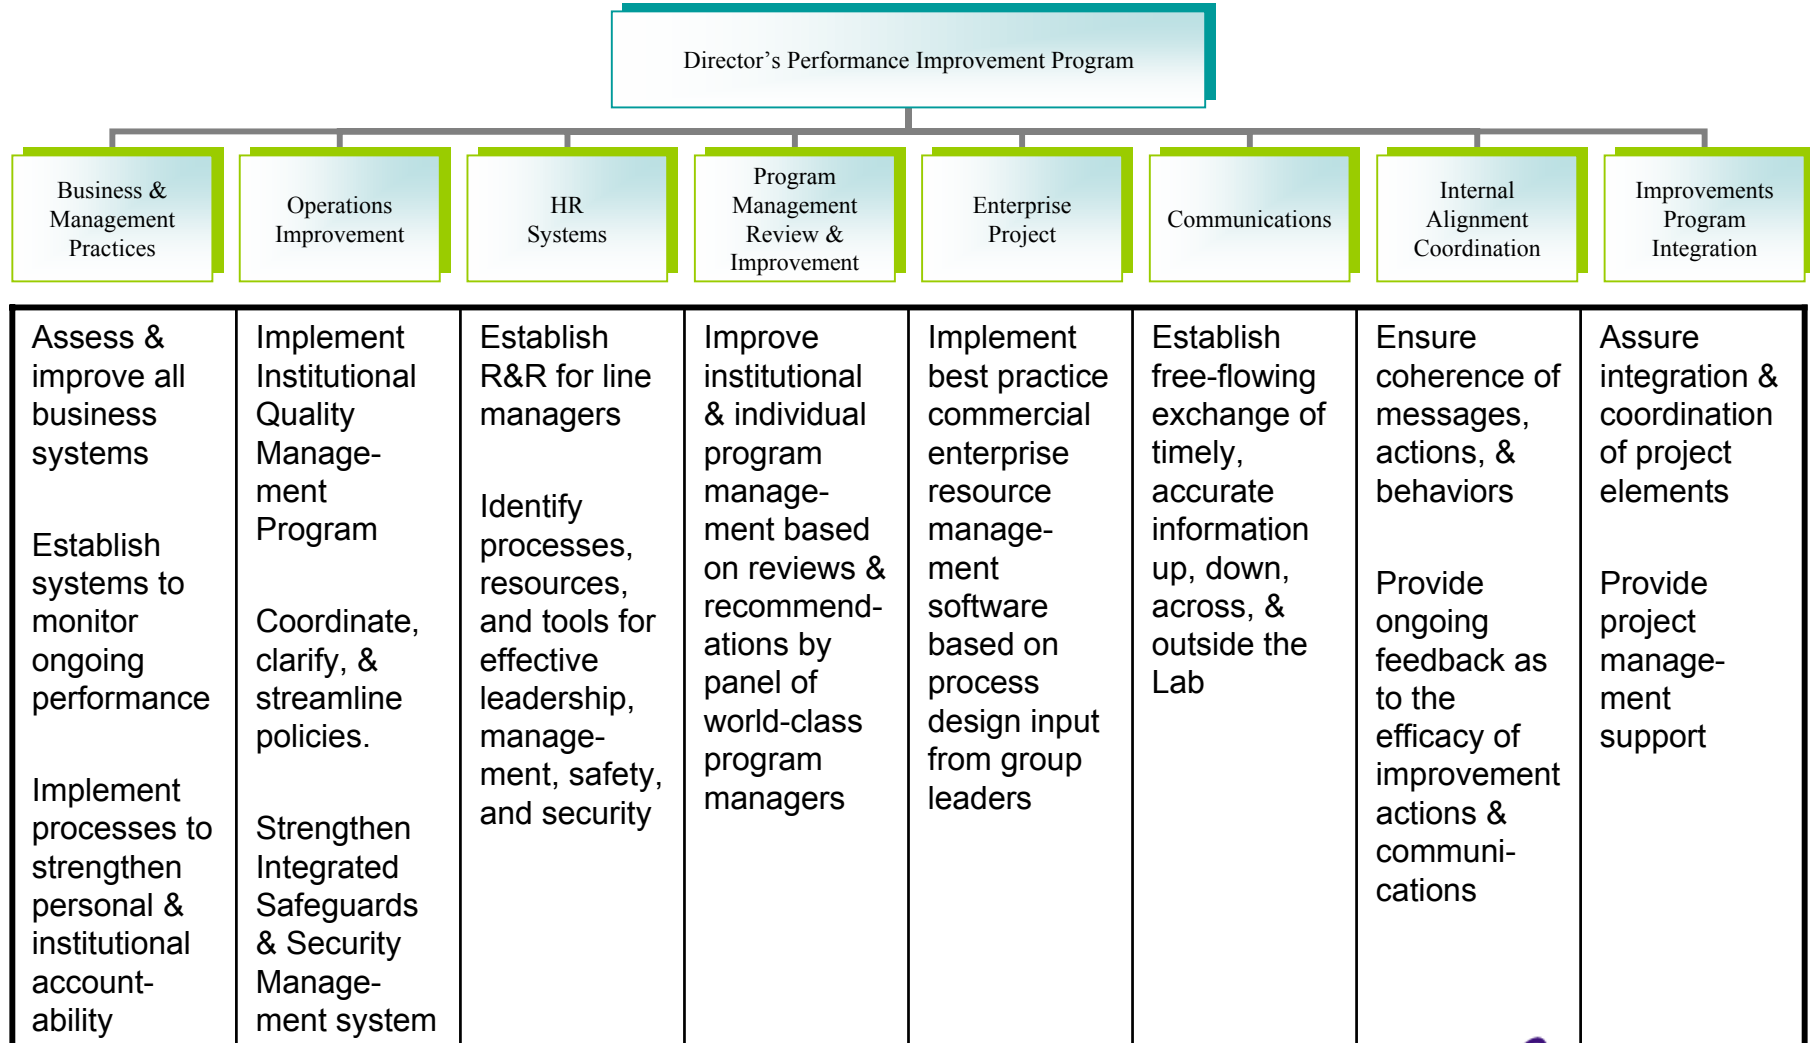 Director’s Performance Improvement Program
Business &
Management
Practices
Operations
Improvement
HR
Systems
Program
Management
Review &
Improvement
Enterprise
Project
Communications
Internal
Alignment
Coordination
Improvements
Program
Integration
Assess &
improve all
business
systems
Establish
systems to
monitor
ongoing
performance
Implement
processes to
strengthen
personal &
institutional
account-
ability
Implement
Institutional
Quality
Manage-
ment
Program
Coordinate,
clarify, &
streamline
policies.
Strengthen
Integrated
Safeguards
& Security
Manage-
ment system
Establish
R&R for line
managers
Identify
processes,
resources,
and tools for
effective
leadership,
manage-
ment, safety,
and security
Improve
institutional
& individual
program
manage-
ment based
on reviews &
recommend-
ations by
panel of
world-class
program
managers
Implement
best practice
commercial
enterprise
resource
manage-
ment
software
based on
process
design input
from group
leaders
Establish
free-flowing
exchange of
timely,
accurate
information
up, down,
across, &
outside the
Lab
Ensure
coherence of
messages,
actions, &
behaviors
Provide
ongoing
feedback as
to the
efficacy of
improvement
actions &
communi-
cations
Assure
integration &
coordination
of project
elements
Provide
project
manage-
ment
support